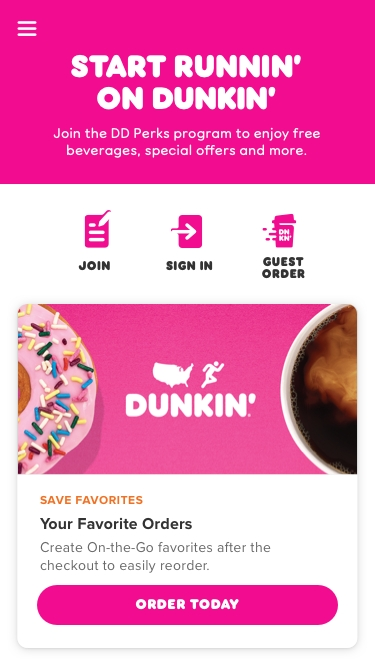 START RUNNIN'
ON DUNKIN'
Join the DD Perks program to enjoy free
beverages, special offers and more.
DN
KN'
JOIN
SIGN IN
GUEST
ORDER
DUNKIN'
SAVE FAVORITES
Your Favorite Orders
Create On-the-Go favorites after the
checkout to easily reorder.
ORDER TODAY